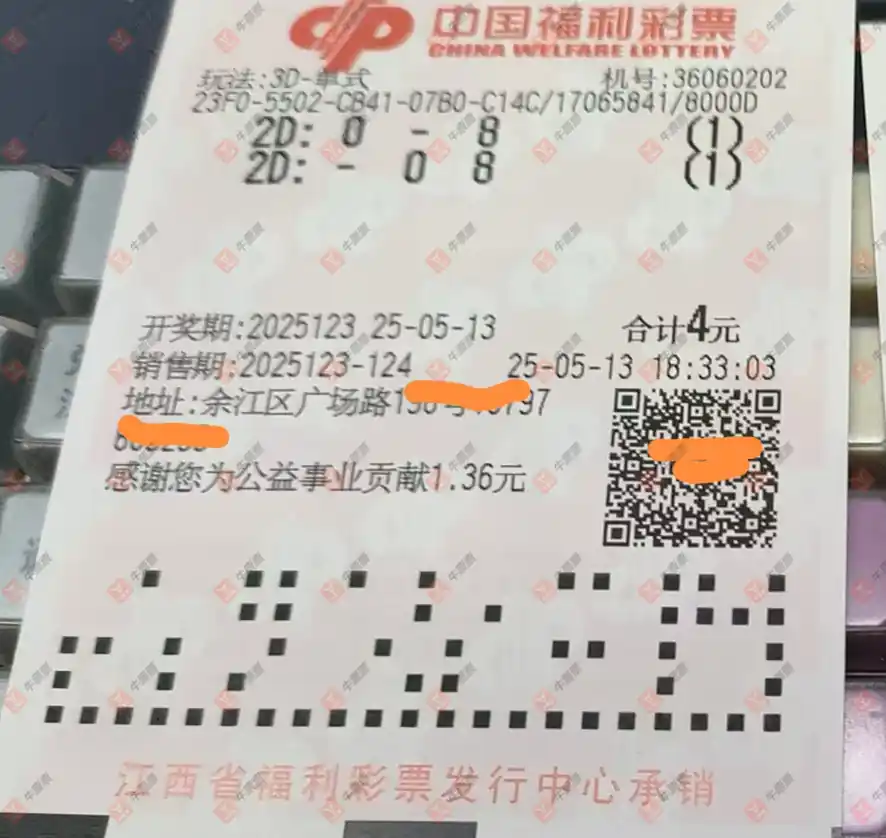 中国福利彩票
CHINA WELFARE LOTTERY
玩法:3D-单式 机号:36060202
23F0-5502-CB41-07B0-C14C/17065841/8000D
2D: 0 - 8 (1)
2D: - 0 8 (1)
开奖期:2025123 25-05-13 合计4元
销售期:2025123-124 25-05-13 18:33:03
地址:余江区广场路
感谢您为公益事业贡献1.36元
江西省福利彩票发行中心承销